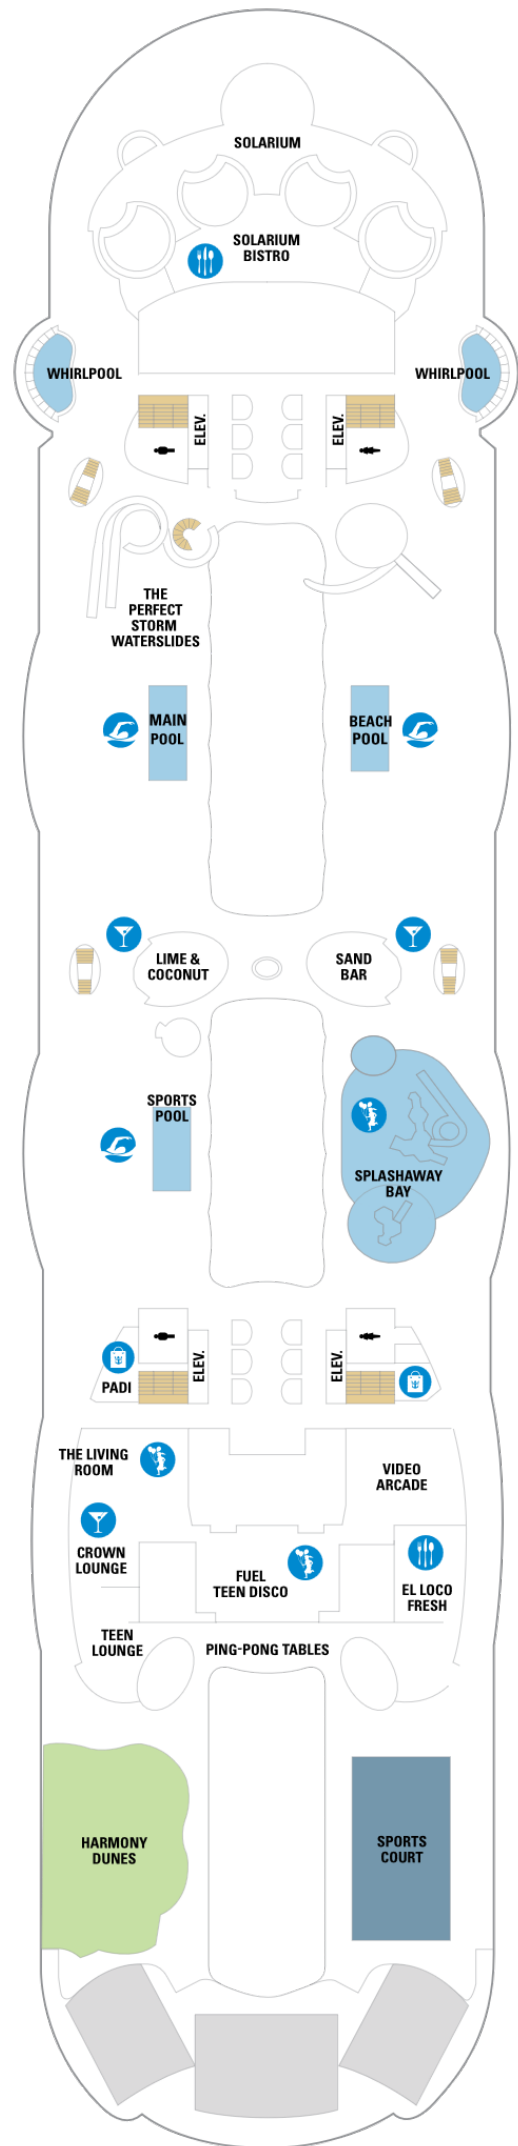 SOLARIUM
SOLARIUM
BISTRO
WHIRLPOOL
WHIRLPOOL
ELEV.
ELEV.
THE
PERFECT
STORM
WATERSLIDES
MAIN
POOL
BEACH
POOL
LIME &
COCONUT
SAND
BAR
SPORTS
POOL
SPLASHAWAY
BAY
PADI
ELEV.
ELEV.
THE LIVING
ROOM
VIDEO
ARCADE
CROWN
LOUNGE
FUEL
TEEN DISCO
EL LOCO
FRESH
TEEN
LOUNGE
PING-PONG TABLES
HARMONY
DUNES
SPORTS
COURT